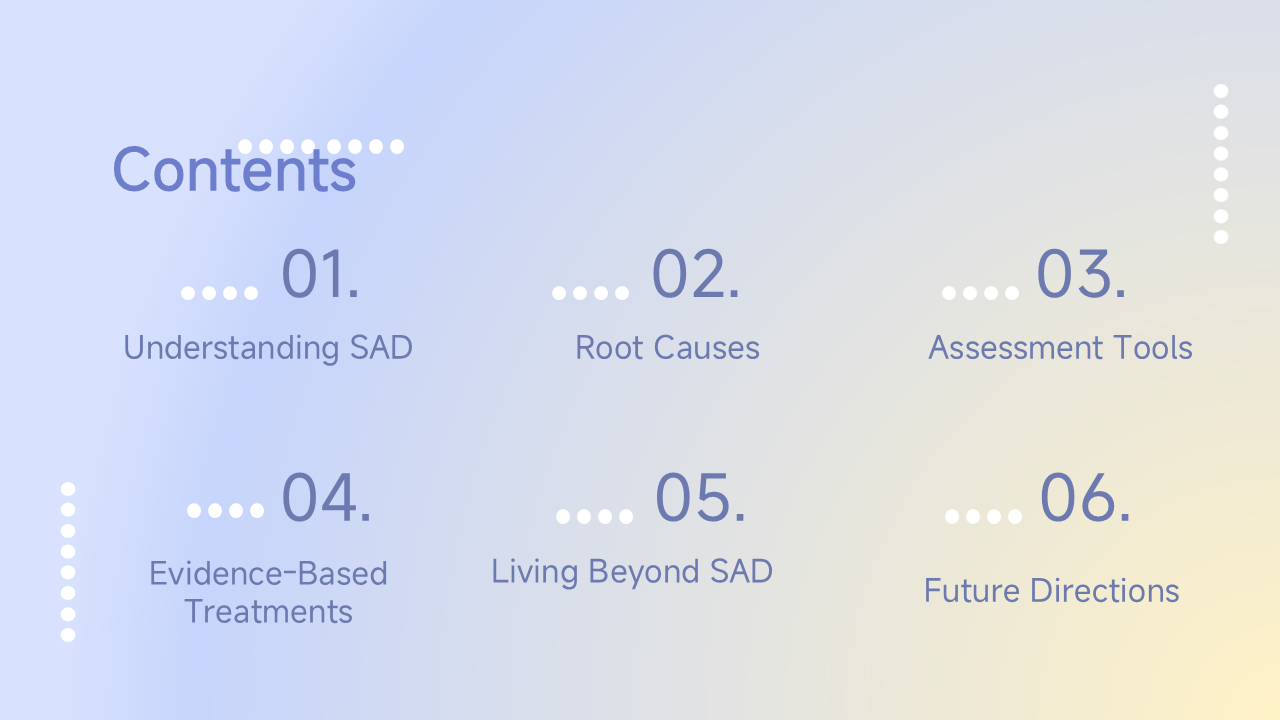 Contents
01.
Understanding SAD
02.
Root Causes
03.
Assessment Tools
04.
Evidence-Based
Treatments
05.
Living Beyond SAD
06.
Future Directions